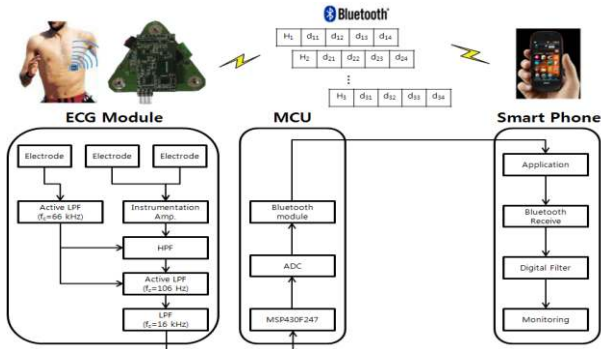 Bluetooth®
H₁ d₁₁ d₁₂ d₁₃ d₁₄
H₂ d₂₁ d₂₂ d₂₃ d₂₄
⋮
H₃ d₃₁ d₃₂ d₃₃ d₃₄
ECG Module
MCU
Smart Phone
Electrode
Electrode
Electrode
Active LPF
(fc=66 kHz)
Instrumentation
Amp.
HPF
Active LPF
(fc=106 Hz)
LPF
(fc=16 kHz)
Bluetooth
module
ADC
MSP430F247
Application
Bluetooth
Receive
Digital Filter
Monitoring